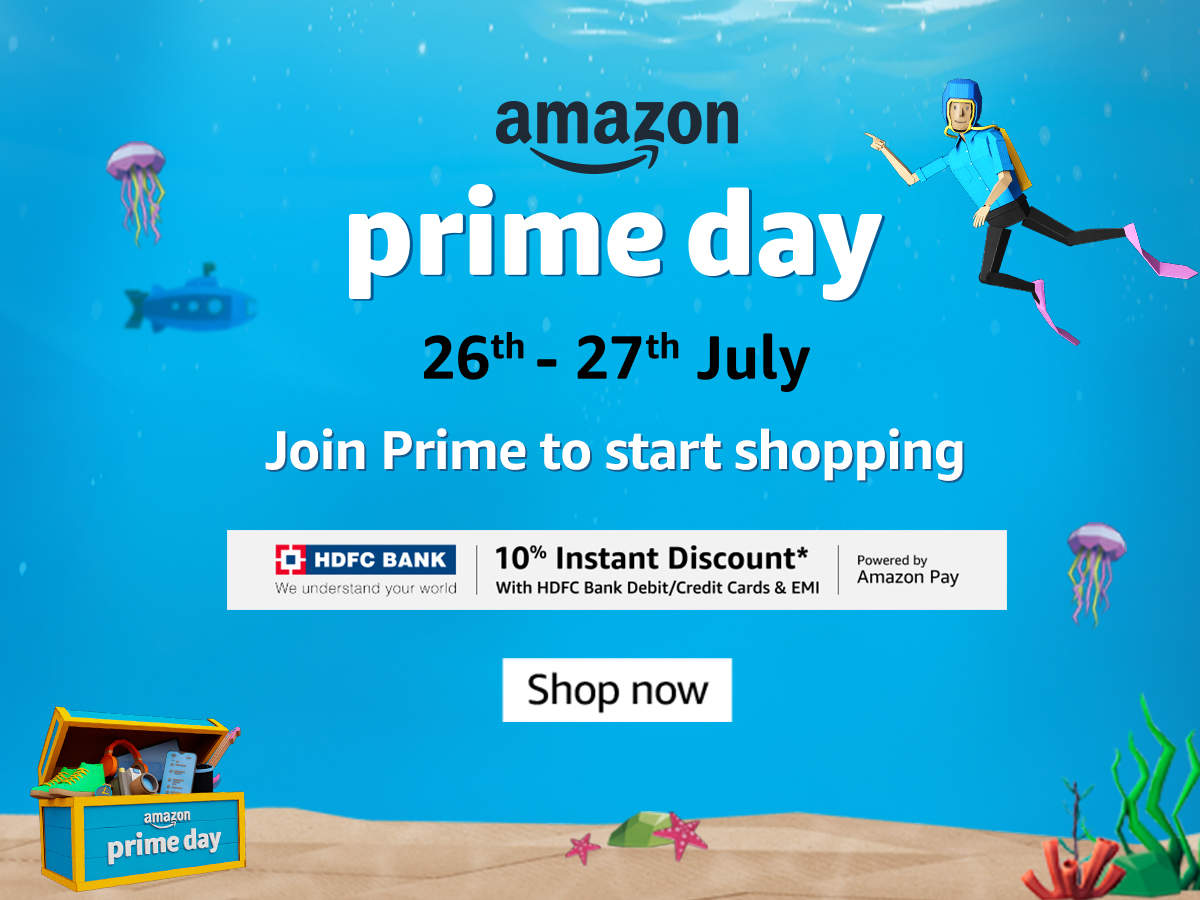 amazon
prime day
26th - 27th July
Join Prime to start shopping
HDFC BANK
We understand your world
10% Instant Discount*
With HDFC Bank Debit/Credit Cards & EMI
Powered by
Amazon Pay
Shop now
amazon
prime day